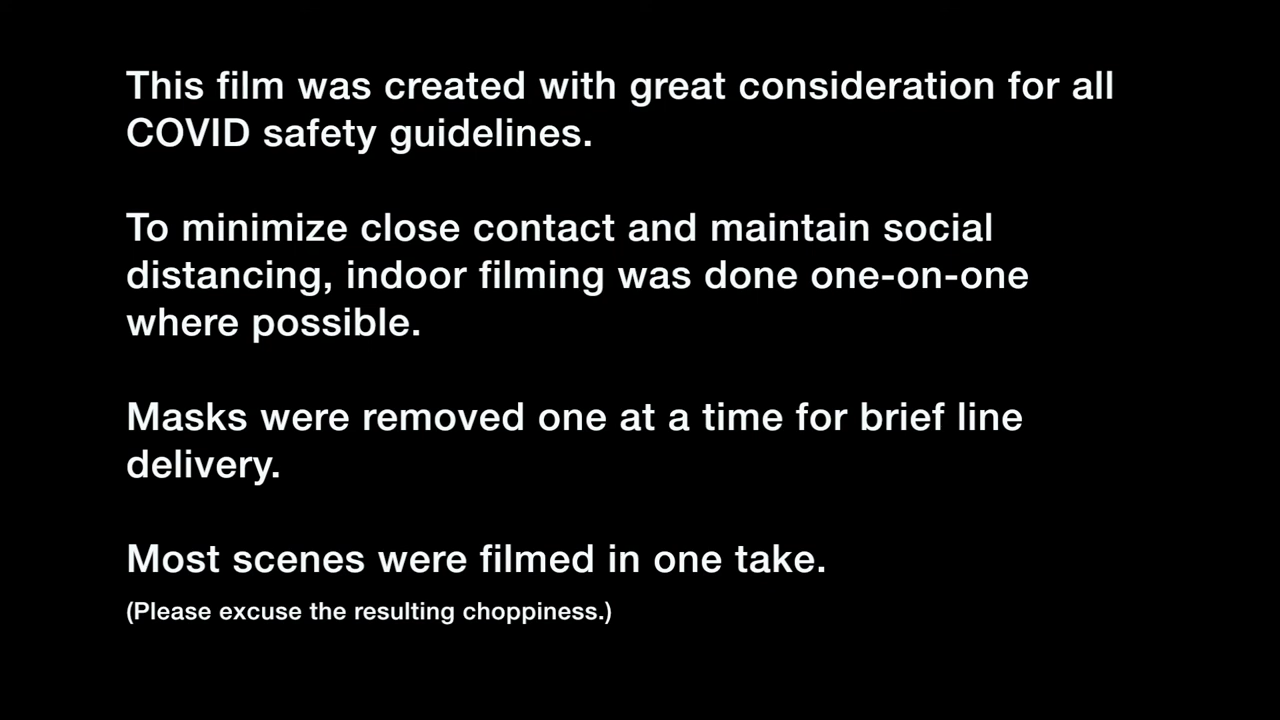 This film was created with great consideration for all
COVID safety guidelines.
To minimize close contact and maintain social
distancing, indoor filming was done one-on-one
where possible.
Masks were removed one at a time for brief line
delivery.
Most scenes were filmed in one take.
(Please excuse the resulting choppiness.)